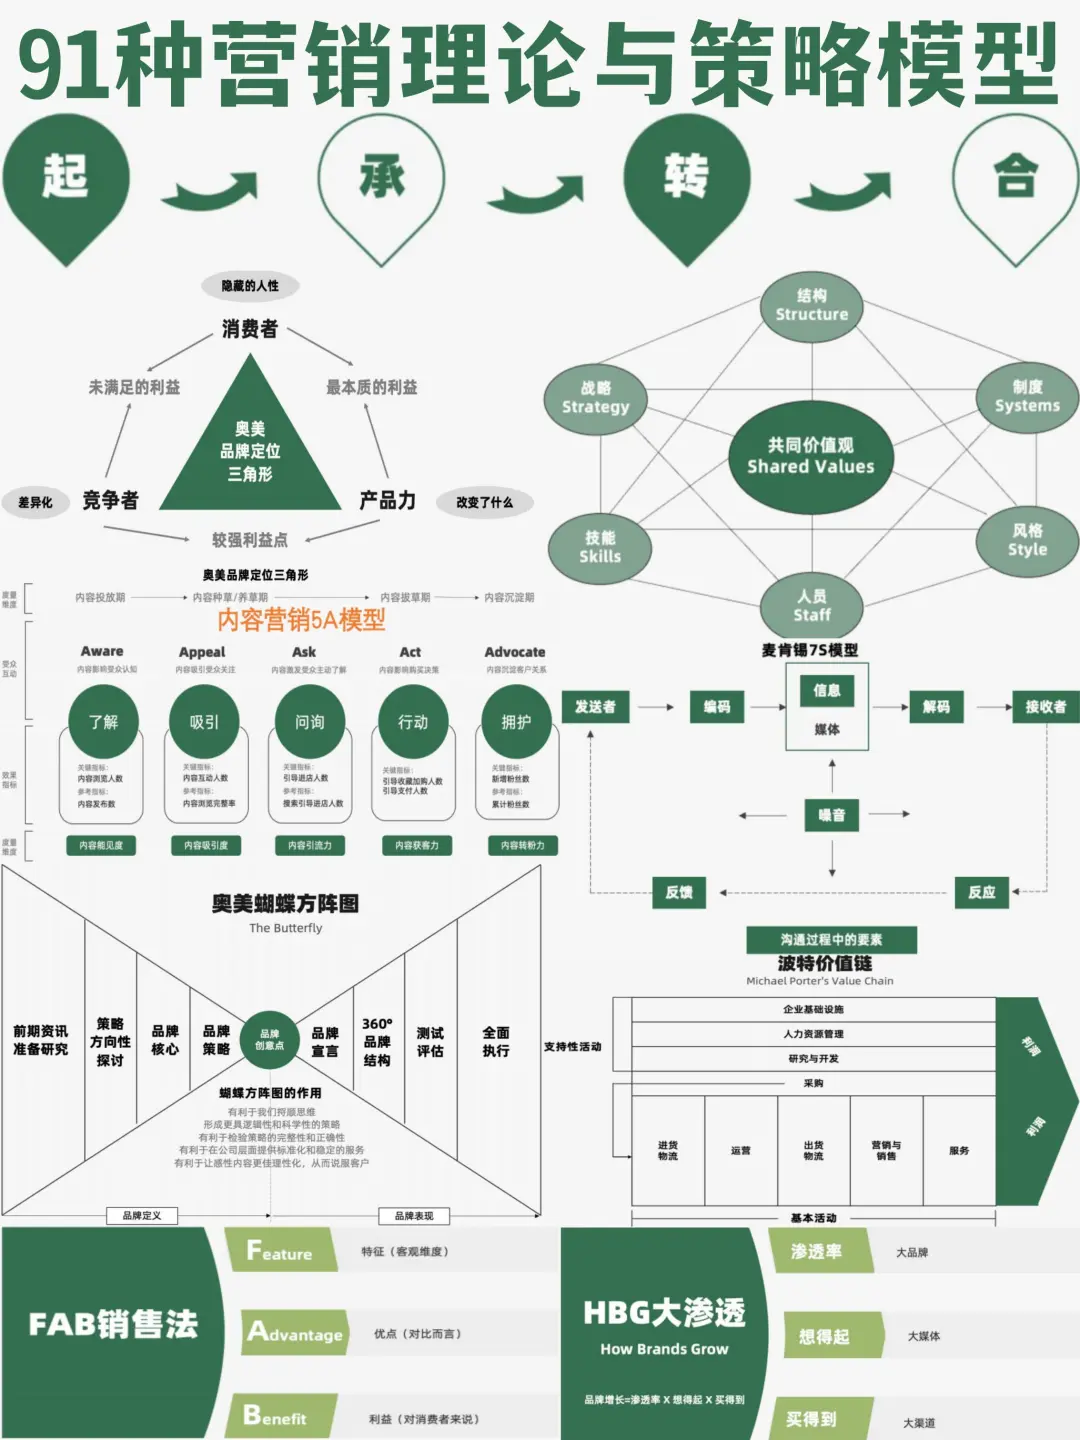 91种营销理论与策略模型
起
承
转
合
隐藏的人性
消费者
未满足的利益
最本质的利益
奥美
品牌定位
三角形
差异化
竞争者
产品力
改变了什么
较强利益点
奥美品牌定位三角形
结构
Structure
战略
Strategy
制度
Systems
共同价值观
Shared Values
技能
Skills
风格
Style
人员
Staff
麦肯锡7S模型
度量
维度
内容投放期
内容种草/养草期
内容拔草期
内容沉淀期
内容营销5A模型
受众
互动
Aware
Appeal
Ask
Act
Advocate
内容影响受众认知
内容吸引受众关注
内容激发受众主动了解
内容影响购买决策
内容沉淀客户关系
了解
吸引
问询
行动
拥护
效果
指标
关键指标:
内容浏览人数
参考指标:
内容发布数
关键指标:
内容互动人数
参考指标:
内容浏览完整率
关键指标:
引导进店人数
参考指标:
搜索引导进店人数
关键指标:
引导收藏加购人数
引导支付人数
关键指标:
新增粉丝数
参考指标:
累计粉丝数
度量
维度
内容能见度
内容吸引度
内容引流力
内容获客力
内容转粉力
发送者
编码
信息
媒体
解码
接收者
噪音
反馈
反应
沟通过程中的要素
奥美蝴蝶方阵图
The Butterfly
前期资讯
准备研究
策略
方向性
探讨
品牌
核心
品牌
策略
品牌
创意点
品牌
宣言
360°
品牌
结构
测试
评估
全面
执行
蝴蝶方阵图的作用
有利于我们捋顺思维
形成更具逻辑性和科学性的策略
有利于检验策略的完整性和正确性
有利于在公司层面提供标准化和稳定的服务
有利于让感性内容更佳理性化，从而说服客户
品牌定义
品牌表现
波特价值链
Michael Porter's Value Chain
支持性活动
企业基础设施
人力资源管理
研究与开发
采购
进货
物流
运营
出货
物流
营销与
销售
服务
利润
利润
基本活动
FAB销售法
Feature
特征（客观维度）
Advantage
优点（对比而言）
Benefit
利益（对消费者来说）
HBG大渗透
How Brands Grow
品牌增长=渗透率 X 想得起 X 买得到
渗透率
大品牌
想得起
大媒体
买得到
大渠道